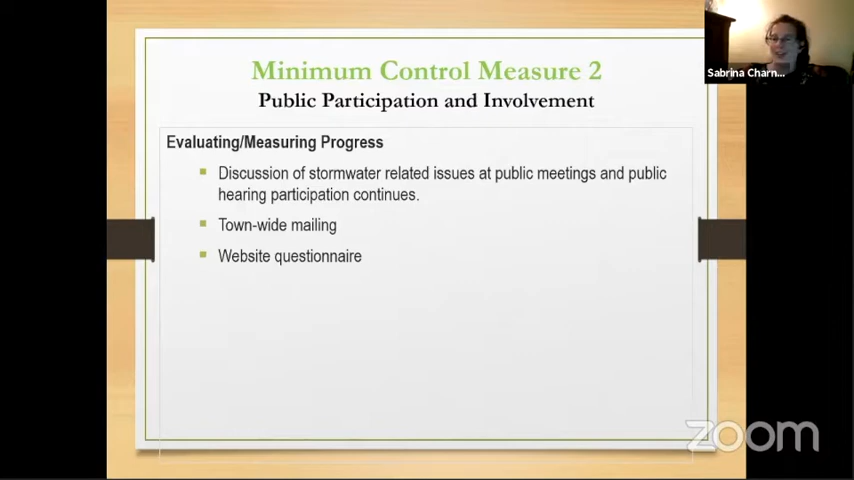 Minimum Control Measure 2
Public Participation and Involvement
Evaluating/Measuring Progress
Discussion of stormwater related issues at public meetings and public
hearing participation continues.
Town-wide mailing
Website questionnaire
Sabrina Charn...
zoom